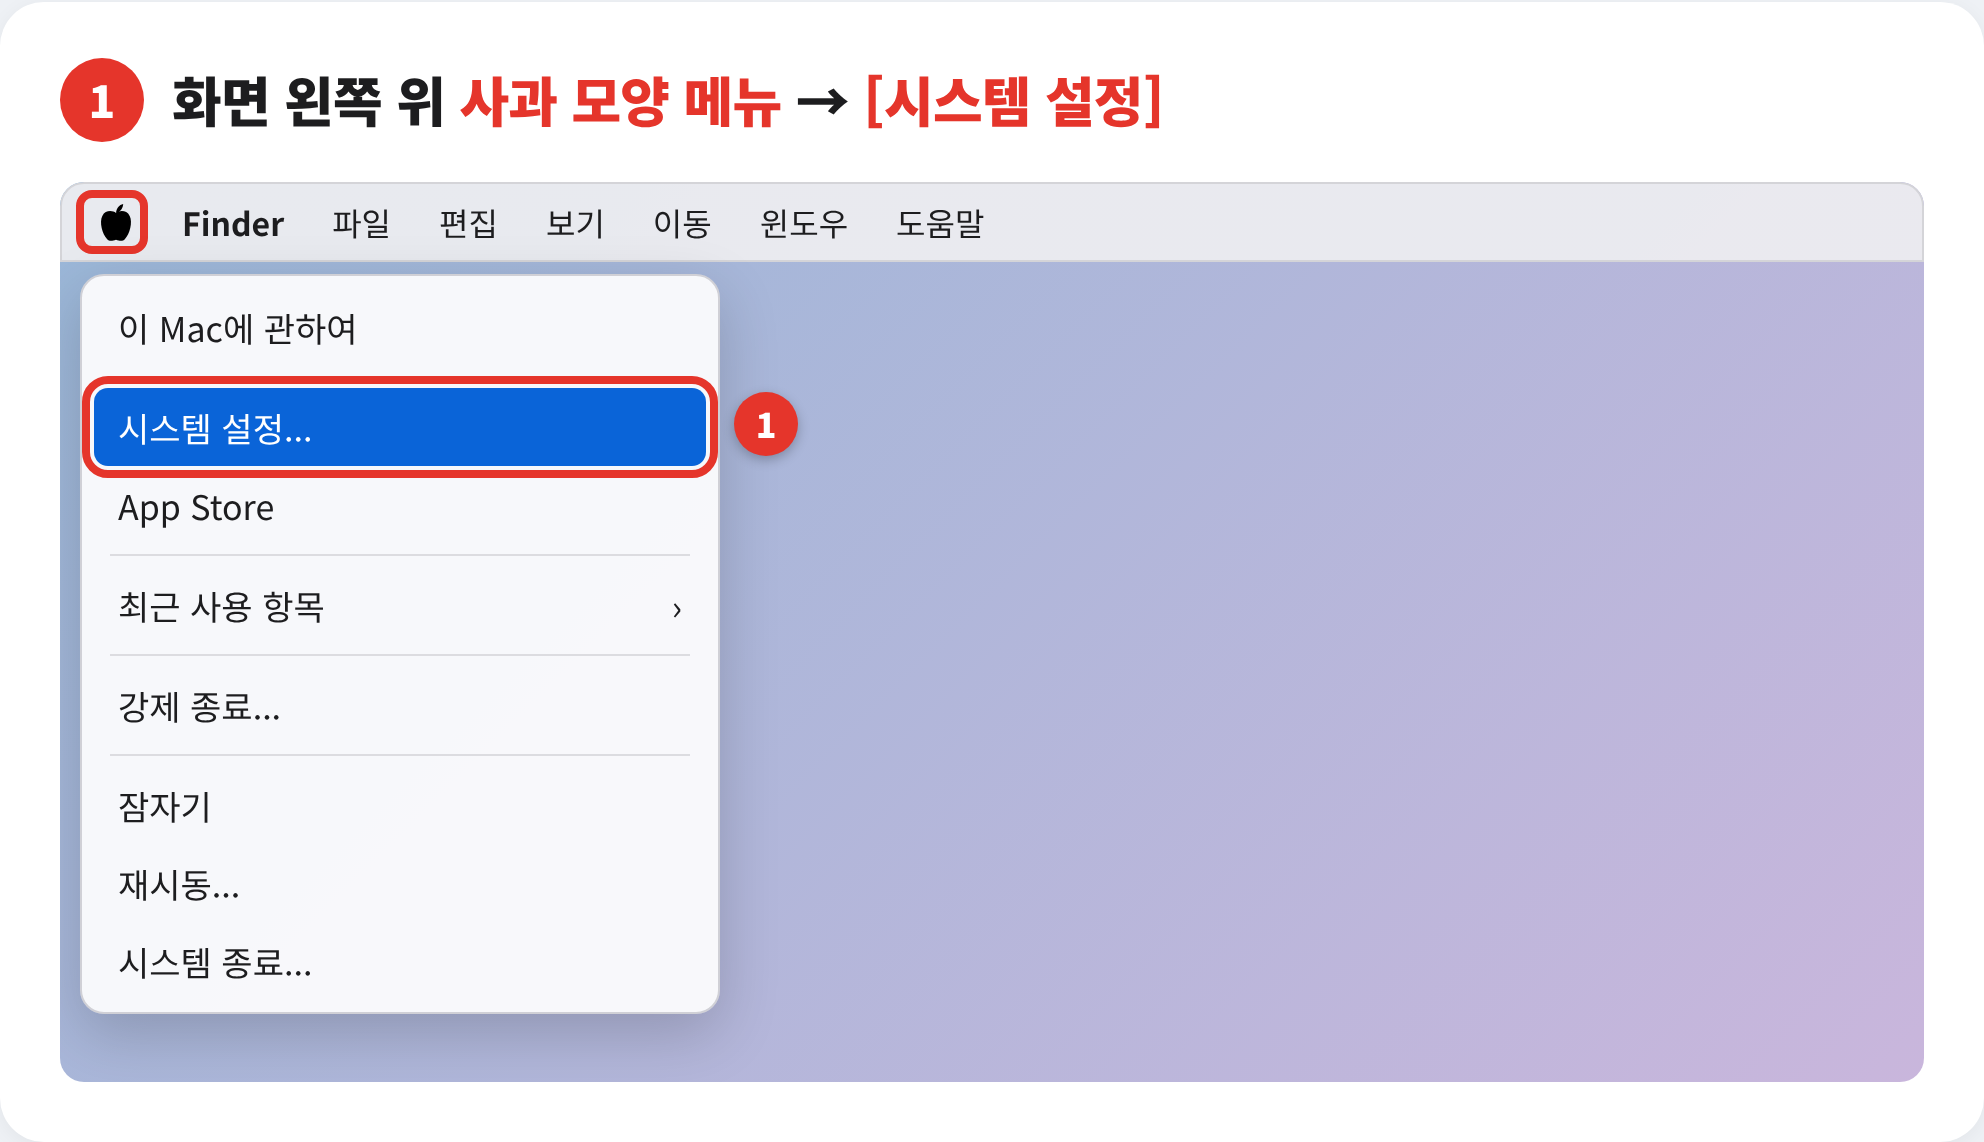 1 화면 왼쪽 위 사과 모양 메뉴 → [시스템 설정]
Finder 파일 편집 보기 이동 윈도우 도움말
이 Mac에 관하여
시스템 설정...
1
App Store
최근 사용 항목 ›
강제 종료...
잠자기
재시동...
시스템 종료...